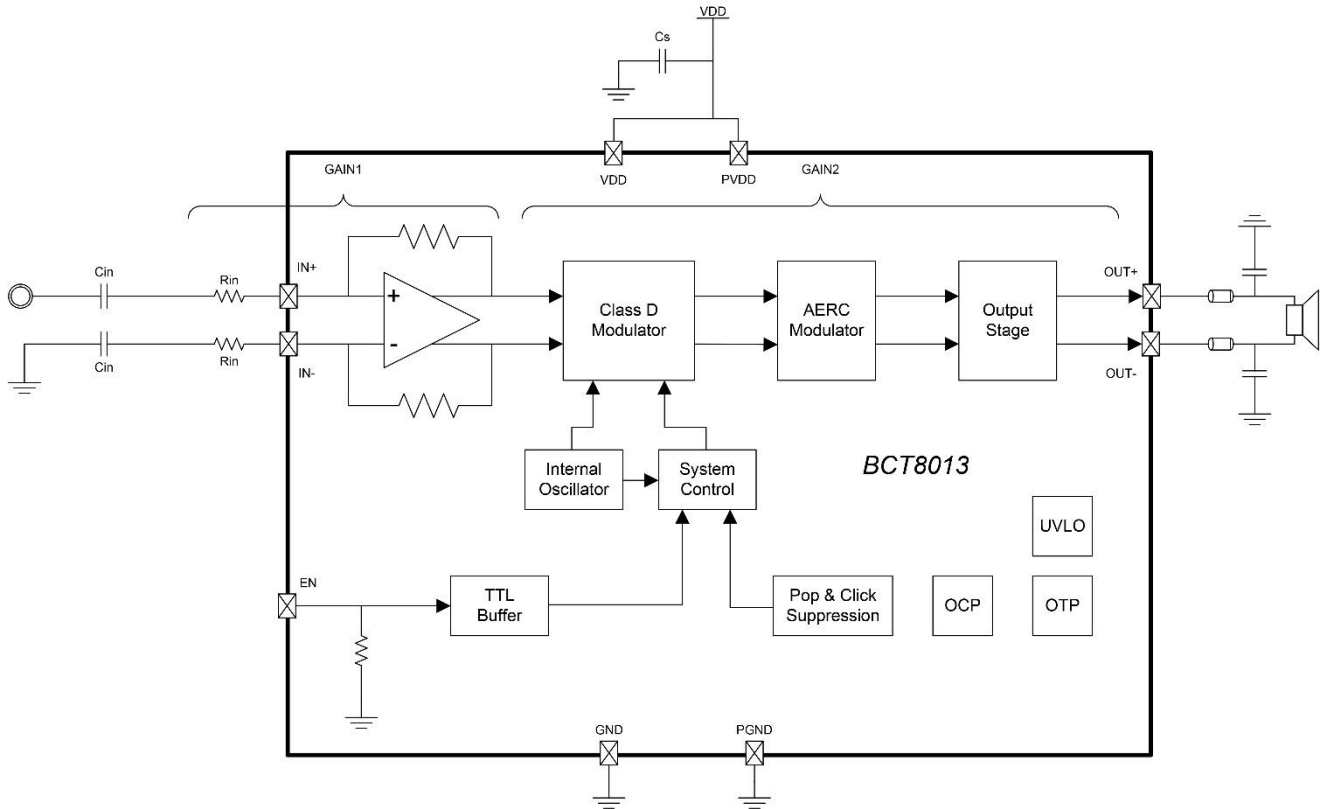 VDD
Cs
GAIN1
VDD
PVDD
GAIN2
Cin
Rin
IN+
+
-
Cin
Rin
IN-
Class D
Modulator
AERC
Modulator
Output
Stage
OUT+
OUT-
Internal
Oscillator
System
Control
BCT8013
UVLO
EN
TTL
Buffer
Pop & Click
Suppression
OCP
OTP
GND
PGND